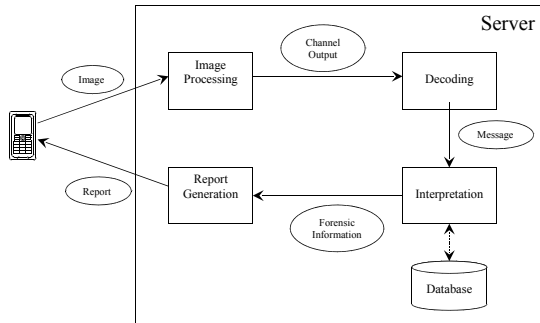 Server
Image
Image
Processing
Channel
Output
Decoding
Message
Report
Report
Generation
Forensic
Information
Interpretation
Database